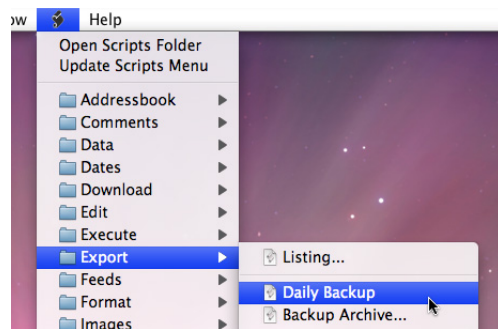 Help
Open Scripts Folder
Update Scripts Menu
Addressbook
Comments
Data
Dates
Download
Edit
Execute
Export
Listing...
Feeds
Daily Backup
Format
Backup Archive...
Images